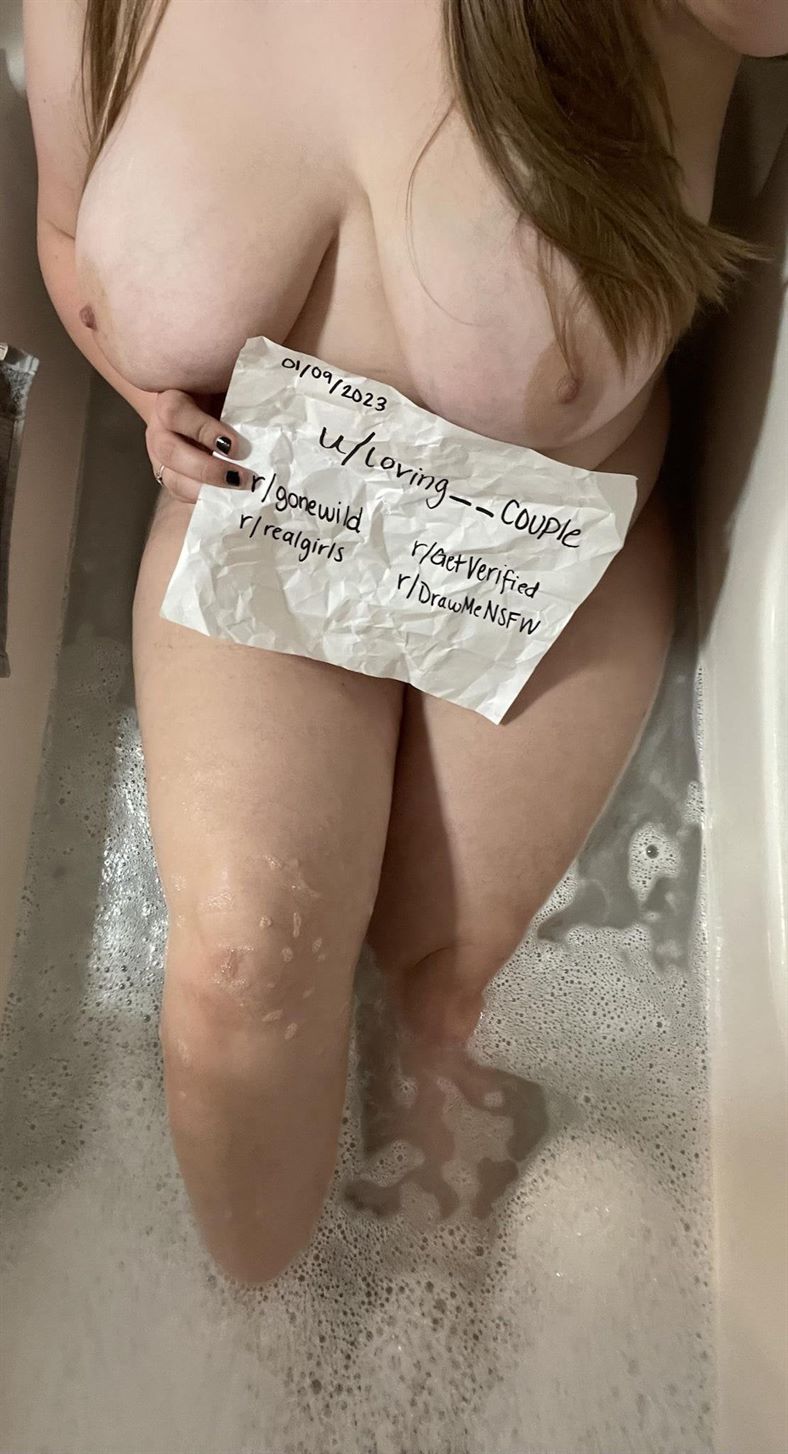 01/09/2023
u/Loving__Couple
r/gonewild
r/realgirls
r/GetVerified
r/DrawMeNSFW